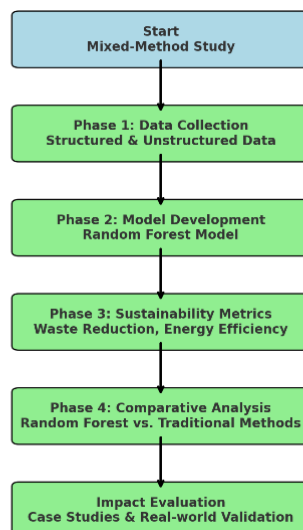 Start
Mixed-Method Study
Phase 1: Data Collection
Structured & Unstructured Data
Phase 2: Model Development
Random Forest Model
Phase 3: Sustainability Metrics
Waste Reduction, Energy Efficiency
Phase 4: Comparative Analysis
Random Forest vs. Traditional Methods
Impact Evaluation
Case Studies & Real-world Validation